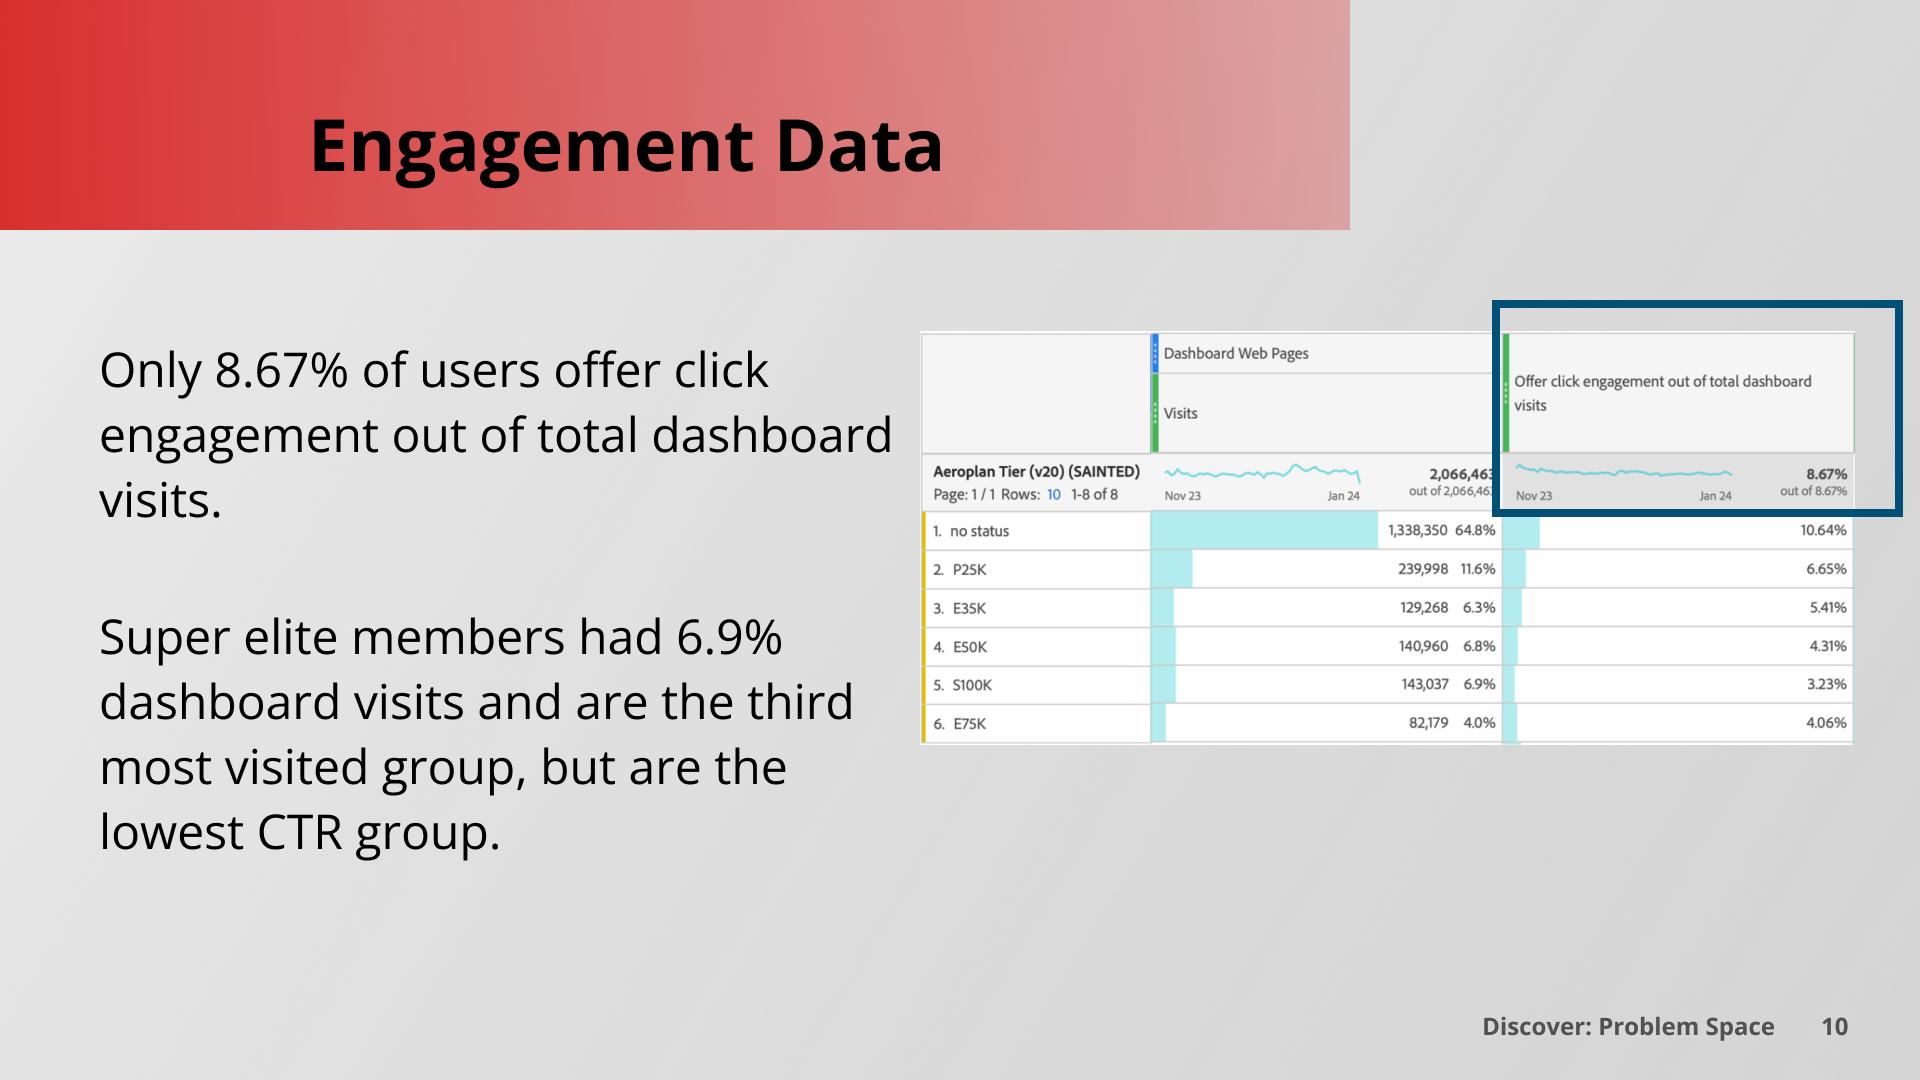 Engagement Data
Only 8.67% of users offer click
engagement out of total dashboard
visits.
Super elite members had 6.9%
dashboard visits and are the third
most visited group, but are the
lowest CTR group.
Dashboard Web Pages
Visits
Offer click engagement out of total dashboard
visits
Aeroplan Tier (v20) (SAINTED)
Page: 1 / 1 Rows: 10 1-8 of 8
Nov 23 Jan 24
2,066,463
out of 2,066,463
Nov 23 Jan 24
8.67%
out of 8.67%
1. no status 1,338,350 64.8% 10.64%
2. P25K 239,998 11.6% 6.65%
3. E35K 129,268 6.3% 5.41%
4. E50K 140,960 6.8% 4.31%
5. S100K 143,037 6.9% 3.23%
6. E75K 82,179 4.0% 4.06%
Discover: Problem Space 10